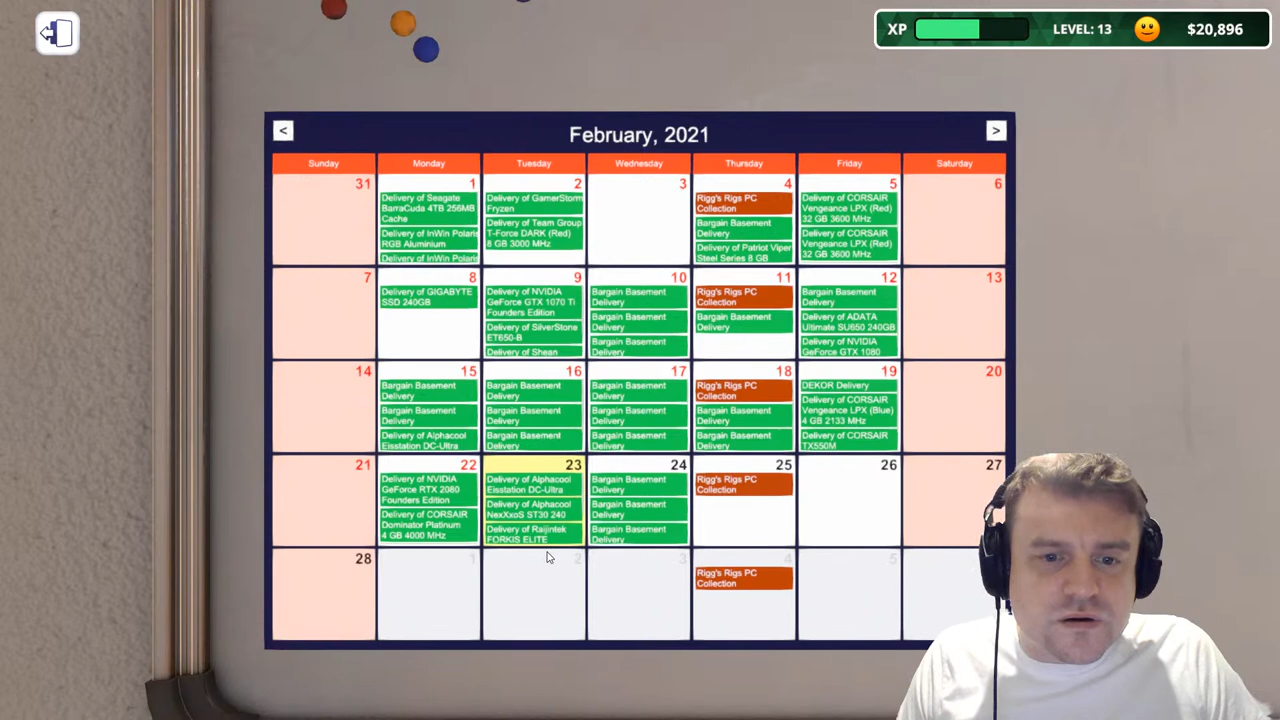 XP LEVEL: 13 $20,896
< February, 2021 >
Sunday Monday Tuesday Wednesday Thursday Friday Saturday
31 1 2 3 4 5 6
Delivery of Seagate
BarraCuda 4TB 256MB
Cache
Delivery of InWin Polaris
RGB Aluminium
Delivery of InWin Polaris
Delivery of GamerStorm
Fryzen
Delivery of Team Group
T-Force DARK (Red)
8 GB 3000 MHz
Rigg's Rigs PC
Collection
Bargain Basement
Delivery
Delivery of Patriot Viper
Steel Series 8 GB
Delivery of CORSAIR
Vengeance LPX (Red)
32 GB 3600 MHz
Delivery of CORSAIR
Vengeance LPX (Red)
32 GB 3600 MHz
7 8 9 10 11 12 13
Delivery of GIGABYTE
SSD 240GB
Delivery of NVIDIA
GeForce GTX 1070 Ti
Founders Edition
Delivery of SilverStone
ET650-B
Delivery of Shean
Bargain Basement
Delivery
Bargain Basement
Delivery
Bargain Basement
Delivery
Rigg's Rigs PC
Collection
Bargain Basement
Delivery
Bargain Basement
Delivery
Delivery of ADATA
Ultimate SU650 240GB
Delivery of NVIDIA
GeForce GTX 1080
14 15 16 17 18 19 20
Bargain Basement
Delivery
Bargain Basement
Delivery
Delivery of Alphacool
Eisstation DC-Ultra
Bargain Basement
Delivery
Bargain Basement
Delivery
Bargain Basement
Delivery
Bargain Basement
Delivery
Bargain Basement
Delivery
Bargain Basement
Delivery
Rigg's Rigs PC
Collection
Bargain Basement
Delivery
Bargain Basement
Delivery
DEKOR Delivery
Delivery of CORSAIR
Vengeance LPX (Blue)
4 GB 2133 MHz
Delivery of CORSAIR
TX550M
21 22 23 24 25 26 27
Delivery of NVIDIA
GeForce RTX 2060
Founders Edition
Delivery of CORSAIR
Dominator Platinum
4 GB 4000 MHz
Delivery of Alphacool
Eisstation DC-Ultra
Delivery of Alphacool
NexXxoS ST30 240
Delivery of Raijintek
FORKIS ELITE
Bargain Basement
Delivery
Bargain Basement
Delivery
Bargain Basement
Delivery
Rigg's Rigs PC
Collection
28 1 2 3 4 5
Rigg's Rigs PC
Collection